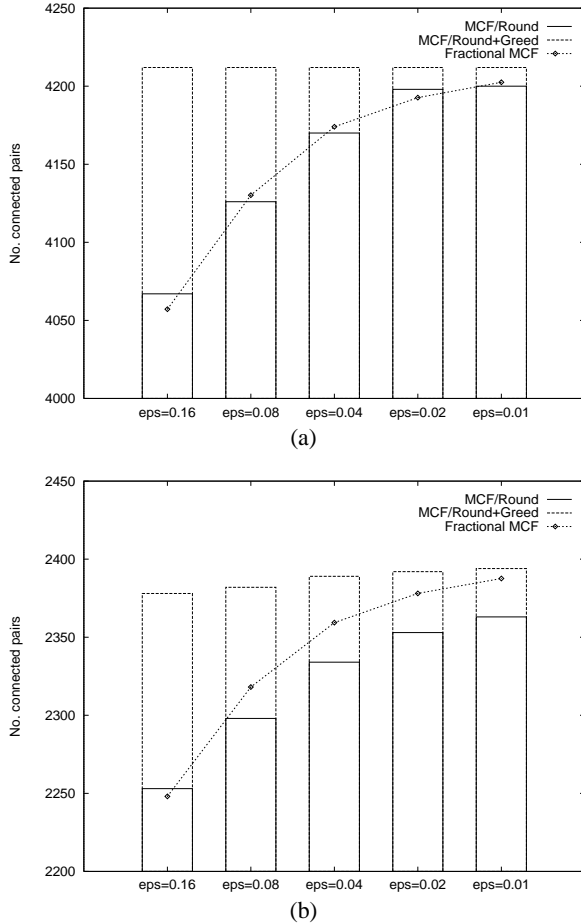 4250
4200
4150
4100
4050
4000
No. connected pairs
MCF/Round
MCF/Round+Greed
Fractional MCF
eps=0.16 eps=0.08 eps=0.04 eps=0.02 eps=0.01
(a)
2450
2400
2350
2300
2250
2200
No. connected pairs
MCF/Round
MCF/Round+Greed
Fractional MCF
eps=0.16 eps=0.08 eps=0.04 eps=0.02 eps=0.01
(b)